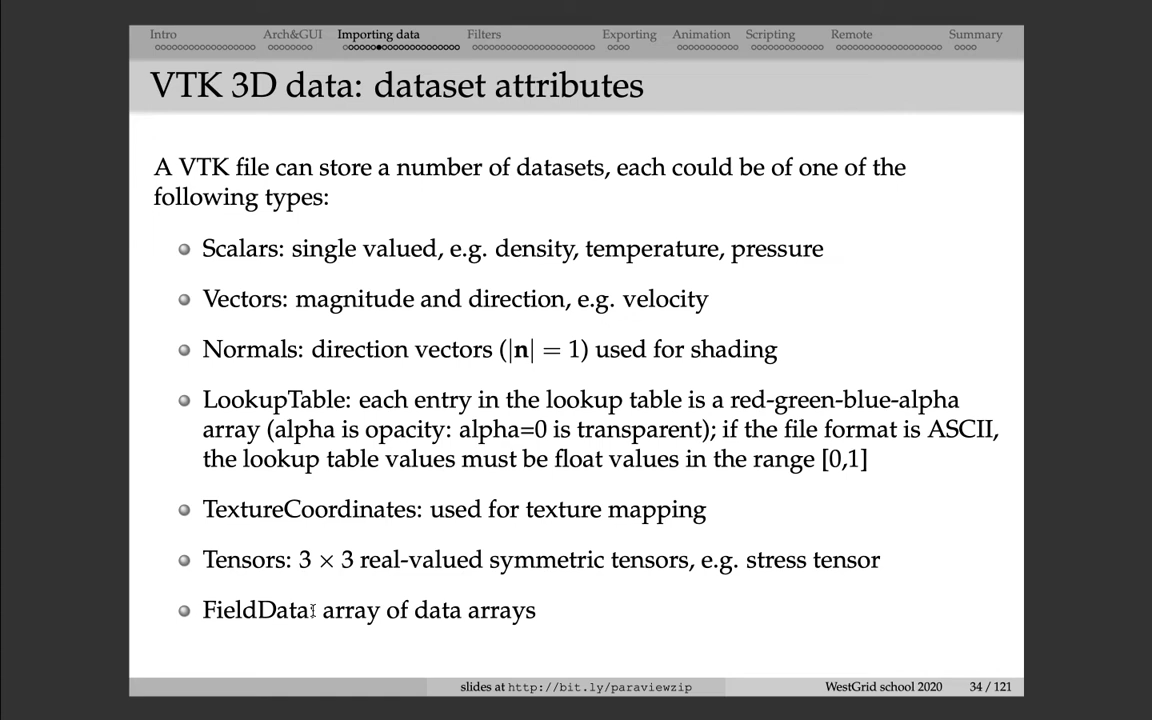 Intro Arch&GUI Importing data Filters Exporting Animation Scripting Remote Summary
VTK 3D data: dataset attributes
A VTK file can store a number of datasets, each could be of one of the
following types:
Scalars: single valued, e.g. density, temperature, pressure
Vectors: magnitude and direction, e.g. velocity
Normals: direction vectors (|n| = 1) used for shading
LookupTable: each entry in the lookup table is a red-green-blue-alpha
array (alpha is opacity: alpha=0 is transparent); if the file format is ASCII,
the lookup table values must be float values in the range [0,1]
TextureCoordinates: used for texture mapping
Tensors: 3 × 3 real-valued symmetric tensors, e.g. stress tensor
FieldData: array of data arrays
slides at http://bit.ly/paraviewzip WestGrid school 2020 34 / 121